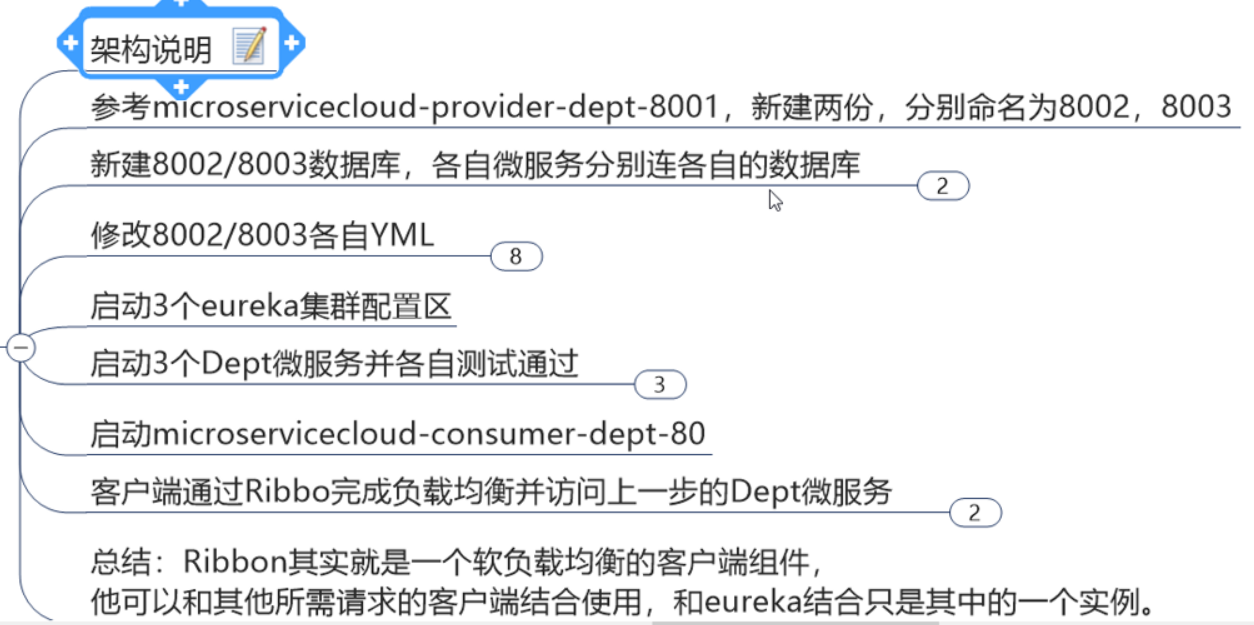 架构说明
参考microservicecloud-provider-dept-8001，新建两份，分别命名为8002，8003
新建8002/8003数据库，各自微服务分别连各自的数据库
2
修改8002/8003各自YML
8
启动3个eureka集群配置区
启动3个Dept微服务并各自测试通过
3
启动microservicecloud-consumer-dept-80
客户端通过Ribbo完成负载均衡并访问上一步的Dept微服务
2
总结：Ribbon其实就是一个软负载均衡的客户端组件，
他可以和其他所需请求的客户端结合使用，和eureka结合只是其中的一个实例。